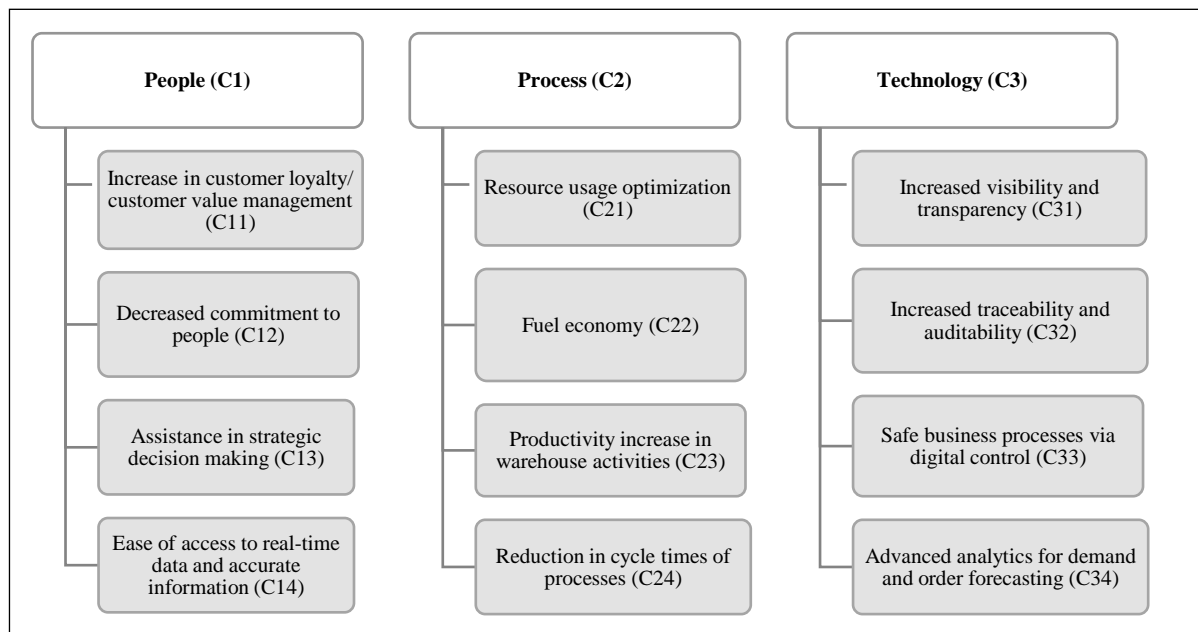 People (C1)
Increase in customer loyalty/
customer value management
(C11)
Decreased commitment to
people (C12)
Assistance in strategic
decision making (C13)
Ease of access to real-time
data and accurate
information (C14)
Process (C2)
Resource usage optimization
(C21)
Fuel economy (C22)
Productivity increase in
warehouse activities (C23)
Reduction in cycle times of
processes (C24)
Technology (C3)
Increased visibility and
transparency (C31)
Increased traceability and
auditability (C32)
Safe business processes via
digital control (C33)
Advanced analytics for demand
and order forecasting (C34)